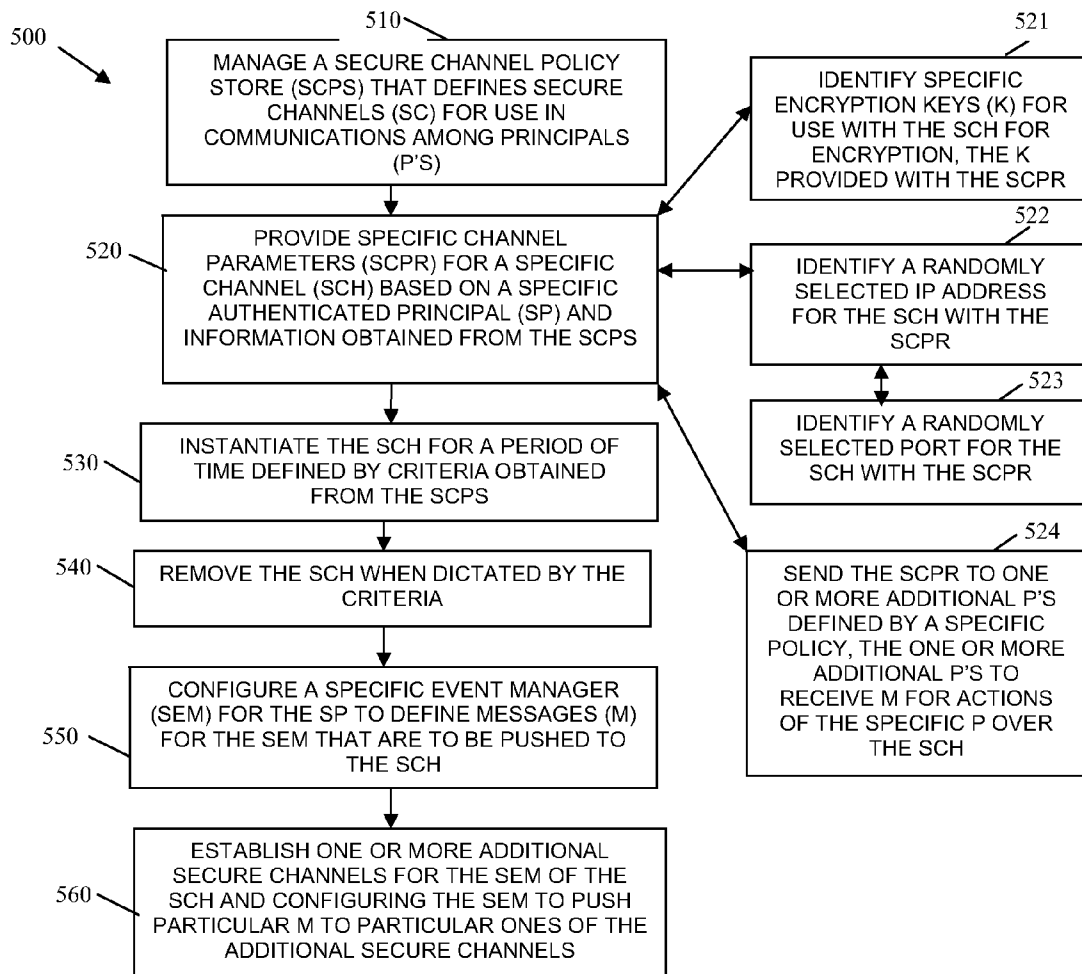 500
510
MANAGE A SECURE CHANNEL POLICY
STORE (SCPS) THAT DEFINES SECURE
CHANNELS (SC) FOR USE IN
COMMUNICATIONS AMONG PRINCIPALS
(P'S)
520
PROVIDE SPECIFIC CHANNEL
PARAMETERS (SCPR) FOR A SPECIFIC
CHANNEL (SCH) BASED ON A SPECIFIC
AUTHENTICATED PRINCIPAL (SP) AND
INFORMATION OBTAINED FROM THE SCPS
521
IDENTIFY SPECIFIC
ENCRYPTION KEYS (K) FOR
USE WITH THE SCH FOR
ENCRYPTION, THE K
PROVIDED WITH THE SCPR
522
IDENTIFY A RANDOMLY
SELECTED IP ADDRESS
FOR THE SCH WITH THE
SCPR
523
IDENTIFY A RANDOMLY
SELECTED PORT FOR THE
SCH WITH THE SCPR
524
SEND THE SCPR TO ONE
OR MORE ADDITIONAL P'S
DEFINED BY A SPECIFIC
POLICY, THE ONE OR MORE
ADDITIONAL P'S TO
RECEIVE M FOR ACTIONS
OF THE SPECIFIC P OVER
THE SCH
530
INSTANTIATE THE SCH FOR A PERIOD OF
TIME DEFINED BY CRITERIA OBTAINED
FROM THE SCPS
540
REMOVE THE SCH WHEN DICTATED BY THE
CRITERIA
550
CONFIGURE A SPECIFIC EVENT MANAGER
(SEM) FOR THE SP TO DEFINE MESSAGES (M)
FOR THE SEM THAT ARE TO BE PUSHED TO
THE SCH
560
ESTABLISH ONE OR MORE ADDITIONAL
SECURE CHANNELS FOR THE SEM OF THE
SCH AND CONFIGURING THE SEM TO PUSH
PARTICULAR M TO PARTICULAR ONES OF THE
ADDITIONAL SECURE CHANNELS